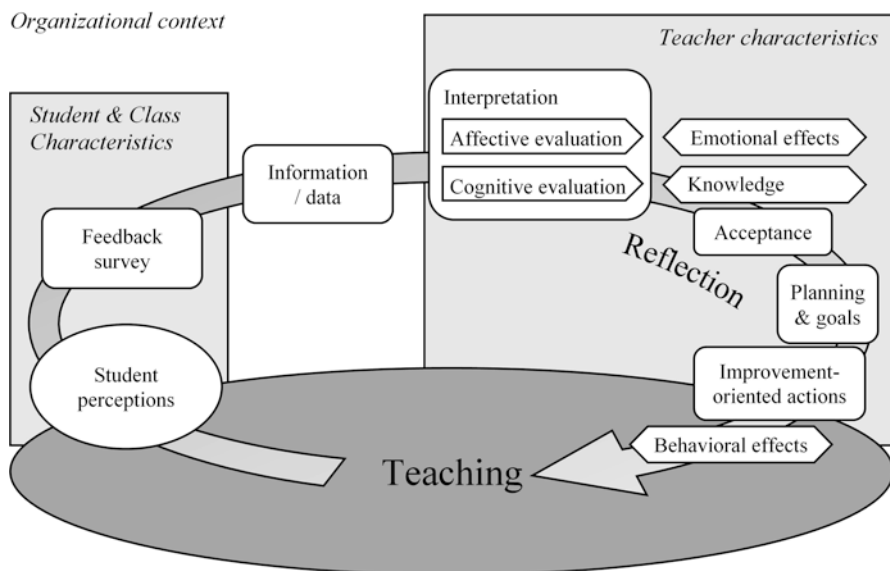 Organizational context
Teacher characteristics
Student & Class
Characteristics
Interpretation
Affective evaluation
Emotional effects
Cognitive evaluation
Knowledge
Information
/ data
Feedback
survey
Acceptance
Reflection
Planning
& goals
Student
perceptions
Improvement-
oriented actions
Behavioral effects
Teaching